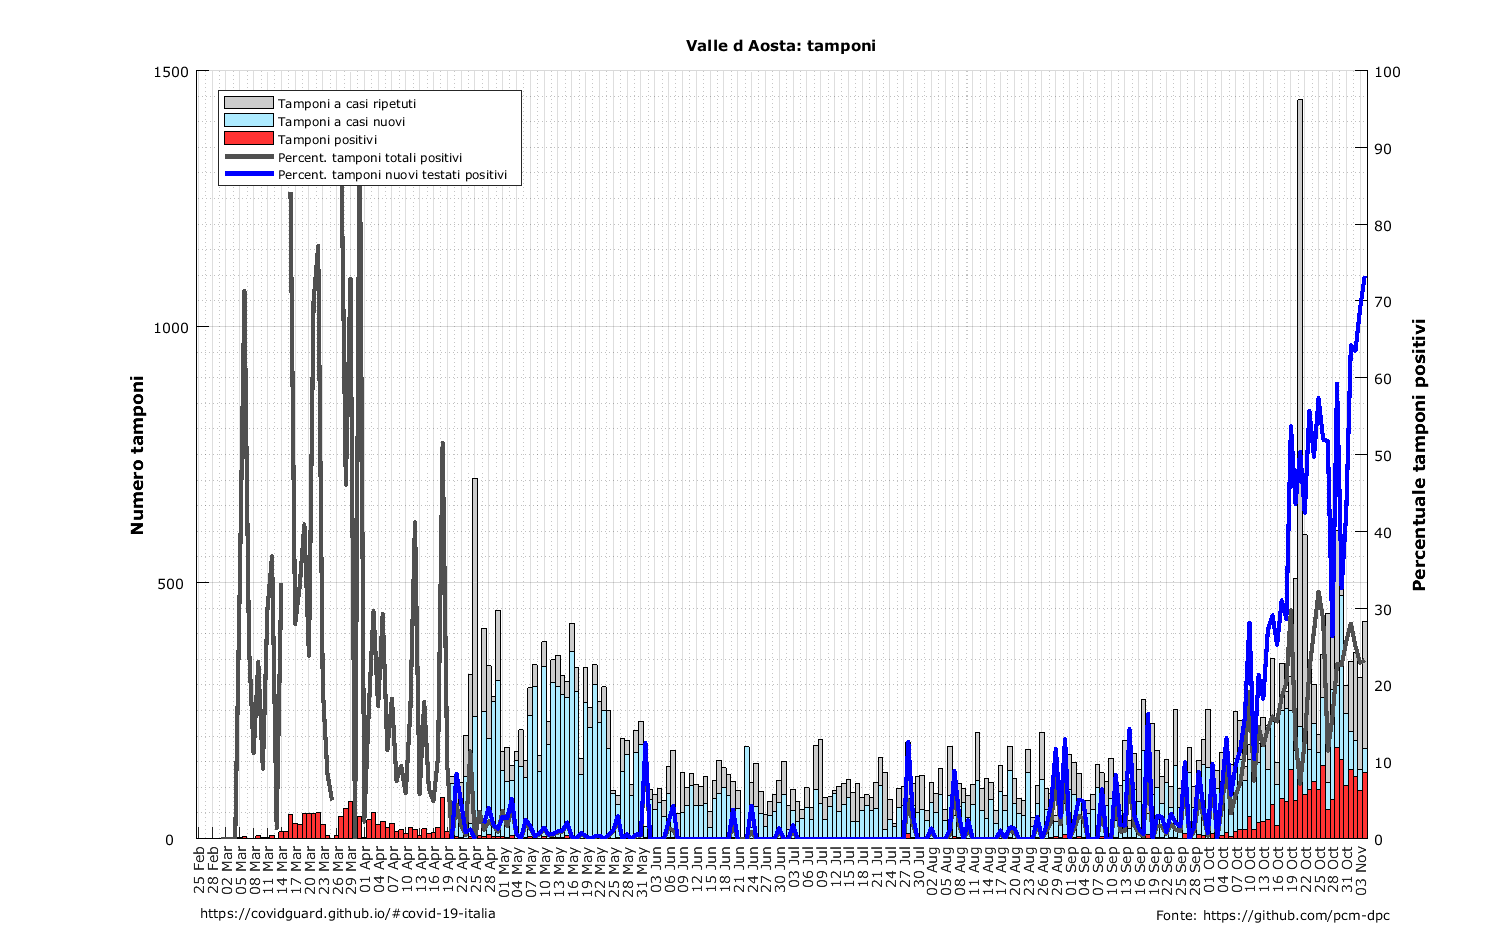 Valle d Aosta: tamponi
1500
1000
500
0
Numero tamponi
Tamponi a casi ripetuti
Tamponi a casi nuovi
Tamponi positivi
Percent. tamponi totali positivi
Percent. tamponi nuovi testati positivi
100
90
80
70
60
50
40
30
20
10
0
Percentuale tamponi positivi
25 Feb
28 Feb
02 Mar
05 Mar
08 Mar
11 Mar
14 Mar
17 Mar
20 Mar
23 Mar
26 Mar
29 Mar
01 Apr
04 Apr
07 Apr
10 Apr
13 Apr
16 Apr
19 Apr
22 Apr
25 Apr
28 Apr
01 May
04 May
07 May
10 May
13 May
16 May
19 May
22 May
25 May
28 May
31 May
03 Jun
06 Jun
09 Jun
12 Jun
15 Jun
18 Jun
21 Jun
24 Jun
27 Jun
30 Jun
03 Jul
06 Jul
09 Jul
12 Jul
15 Jul
18 Jul
21 Jul
24 Jul
27 Jul
30 Jul
02 Aug
05 Aug
08 Aug
11 Aug
14 Aug
17 Aug
20 Aug
23 Aug
26 Aug
29 Aug
01 Sep
04 Sep
07 Sep
10 Sep
13 Sep
16 Sep
19 Sep
22 Sep
25 Sep
28 Sep
01 Oct
04 Oct
07 Oct
10 Oct
13 Oct
16 Oct
19 Oct
22 Oct
25 Oct
28 Oct
31 Oct
03 Nov
https://covidguard.github.io/#covid-19-italia
Fonte: https://github.com/pcm-dpc